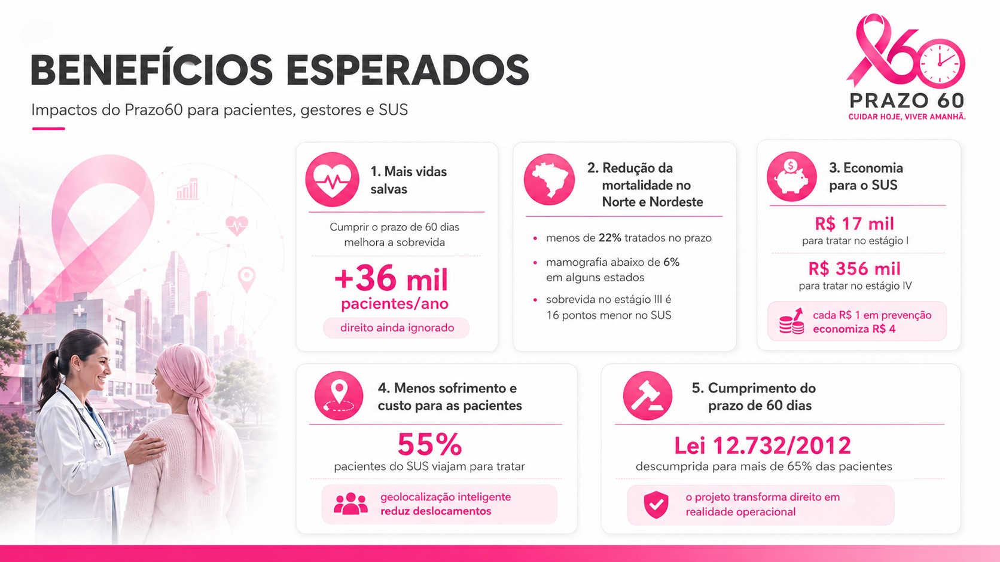 BENEFÍCIOS ESPERADOS
Impactos do Prazo60 para pacientes, gestores e SUS
60
PRAZO 60
CUIDAR HOJE, VIVER AMANHÃ.
1. Mais vidas
salvas
Cumprir o prazo de 60 dias
melhora a sobrevida
+36 mil
pacientes/ano
direito ainda ignorado
2. Redução da
mortalidade no
Norte e Nordeste
• menos de 22% tratados no prazo
• mamografia abaixo de 6%
em alguns estados
• sobrevida no estágio III é
16 pontos menor no SUS
$
3. Economia
para o SUS
R$ 17 mil
para tratar no estágio I
R$ 356 mil
para tratar no estágio IV
cada R$ 1 em prevenção
economiza R$ 4
4. Menos sofrimento e
custo para as pacientes
55%
pacientes do SUS viajam para tratar
geolocalização inteligente
reduz deslocamentos
5. Cumprimento do
prazo de 60 dias
Lei 12.732/2012
descumprida para mais de 65% das pacientes
o projeto transforma direito em
realidade operacional